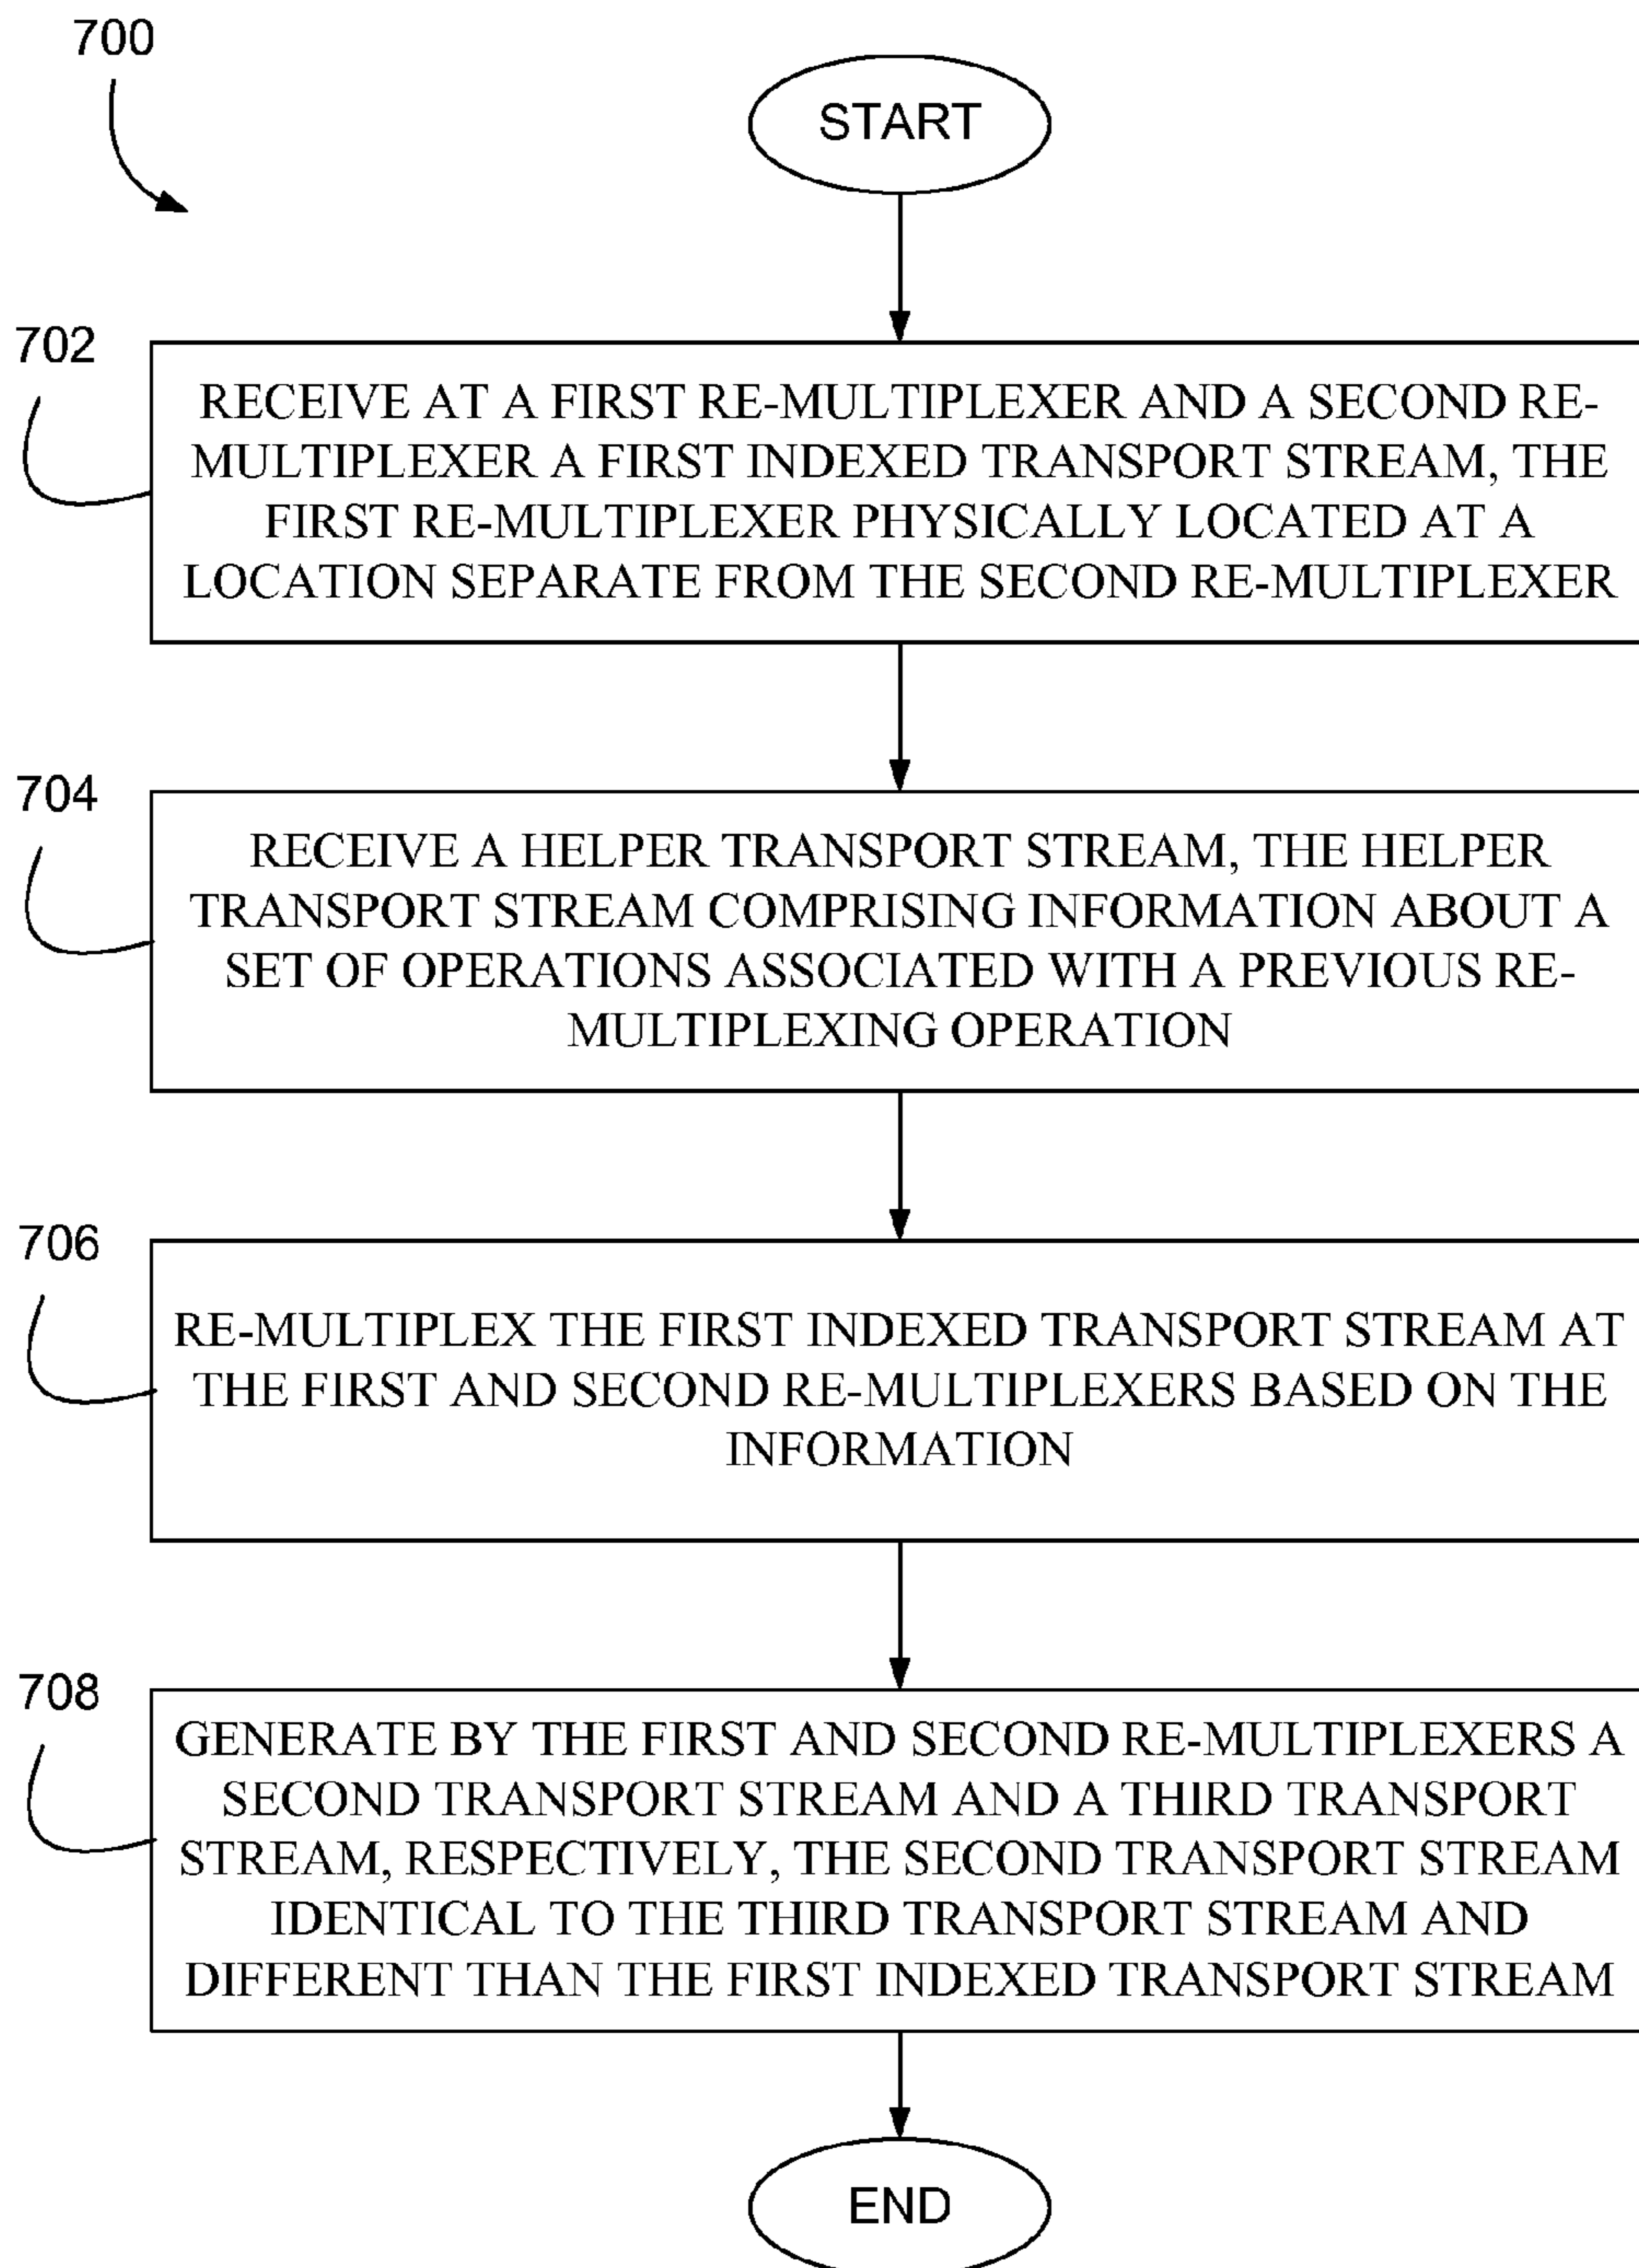 700
START
702
RECEIVE AT A FIRST RE-MULTIPLEXER AND A SECOND RE-
MULTIPLEXER A FIRST INDEXED TRANSPORT STREAM, THE
FIRST RE-MULTIPLEXER PHYSICALLY LOCATED AT A
LOCATION SEPARATE FROM THE SECOND RE-MULTIPLEXER
704
RECEIVE A HELPER TRANSPORT STREAM, THE HELPER
TRANSPORT STREAM COMPRISING INFORMATION ABOUT A
SET OF OPERATIONS ASSOCIATED WITH A PREVIOUS RE-
MULTIPLEXING OPERATION
706
RE-MULTIPLEX THE FIRST INDEXED TRANSPORT STREAM AT
THE FIRST AND SECOND RE-MULTIPLEXERS BASED ON THE
INFORMATION
708
GENERATE BY THE FIRST AND SECOND RE-MULTIPLEXERS A
SECOND TRANSPORT STREAM AND A THIRD TRANSPORT
STREAM, RESPECTIVELY, THE SECOND TRANSPORT STREAM
IDENTICAL TO THE THIRD TRANSPORT STREAM AND
DIFFERENT THAN THE FIRST INDEXED TRANSPORT STREAM
END